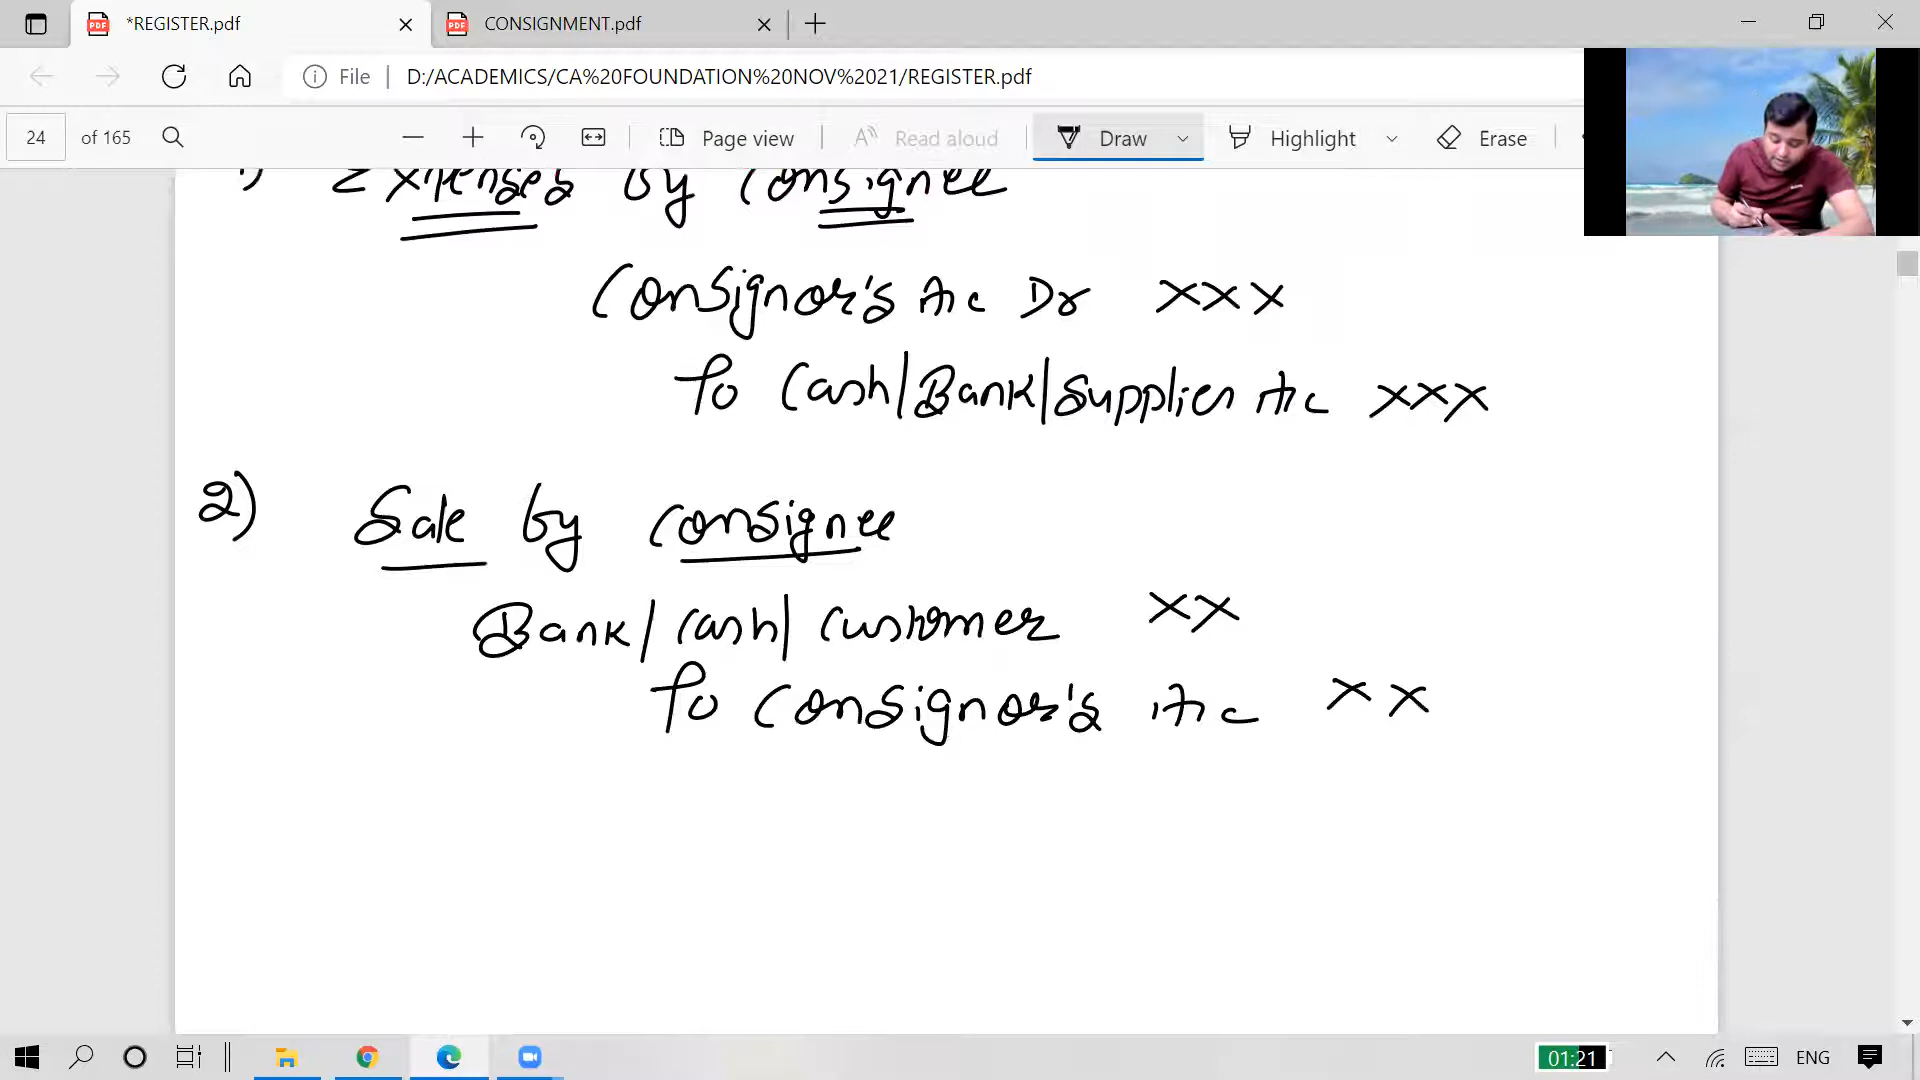 *REGISTER.pdf
CONSIGNMENT.pdf
File D:/ACADEMICS/CA%20FOUNDATION%20NOV%2021/REGISTER.pdf
24 of 165 Page view Read aloud Draw Highlight Erase
1) Expenses by Consignee
Consignor's A/c Dr xxx
To Cash/Bank/Supplier A/c xxx
2) Sale by consignee
Bank/Cash/Customer xx
To Consignor's A/c xx
01:21 ENG